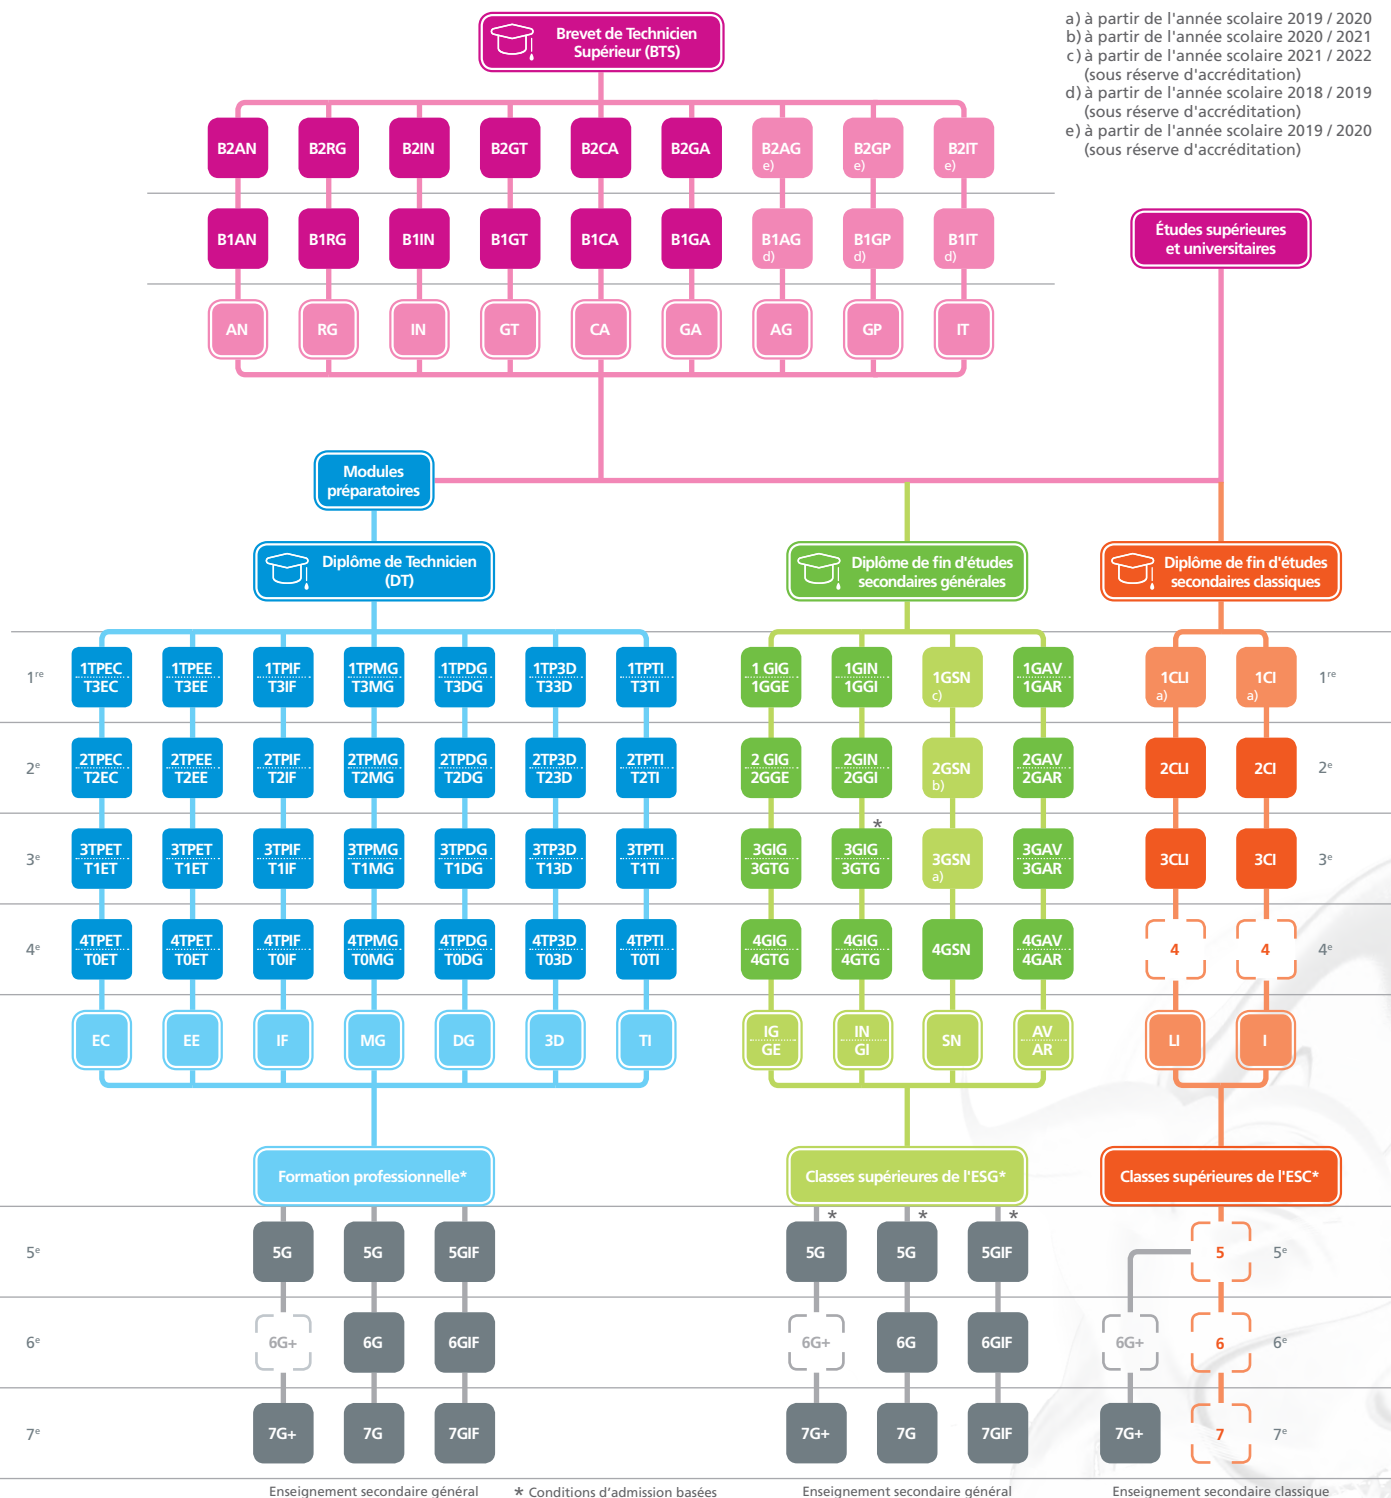 Brevet de Technicien
Supérieur (BTS)
a) à partir de l'année scolaire 2019 / 2020
b) à partir de l'année scolaire 2020 / 2021
c) à partir de l'année scolaire 2021 / 2022
(sous réserve d'accréditation)
d) à partir de l'année scolaire 2018 / 2019
(sous réserve d'accréditation)
e) à partir de l'année scolaire 2019 / 2020
(sous réserve d'accréditation)
B2AN B2RG B2IN B2GT B2CA B2GA B2AG B2GP B2IT
e) e) e)
B1AN B1RG B1IN B1GT B1CA B1GA B1AG B1GP B1IT
d) d) d)
Études supérieures
et universitaires
AN RG IN GT CA GA AG GP IT
Modules
préparatoires
Diplôme de Technicien
(DT)
Diplôme de fin d'études
secondaires générales
Diplôme de fin d'études
secondaires classiques
1re 1TPEC 1TPEE 1TPIF 1TPMG 1TPDG 1TP3D 1TPTI 1 GIG 1GIN 1GSN 1GAV 1CLI 1CI 1re
T3EC T3EE T3IF T3MG T3DG T33D T3TI 1GGE 1GGI c) 1GAR a) a)
2e 2TPEC 2TPEE 2TPIF 2TPMG 2TPDG 2TP3D 2TPTI 2 GIG 2GIN 2GSN 2GAV 2CLI 2CI 2e
T2EC T2EE T2IF T2MG T2DG T23D T2TI 2GGE 2GGI b) 2GAR
*
3e 3TPET 3TPET 3TPIF 3TPMG 3TPDG 3TP3D 3TPTI 3GIG 3GIG 3GSN 3GAV 3CLI 3CI 3e
T1ET T1ET T1IF T1MG T1DG T13D T1TI 3GTG 3GTG a) 3GAR
4e 4TPET 4TPET 4TPIF 4TPMG 4TPDG 4TP3D 4TPTI 4GIG 4GIG 4GSN 4GAV 4 4 4e
T0ET T0ET T0IF T0MG T0DG T03D T0TI 4GTG 4GTG 4GAR
EC EE IF MG DG 3D TI IG IN SN AV LI I
GE GI AR
Formation professionnelle*
Classes supérieures de l'ESG*
Classes supérieures de l'ESC*
* * *
5e 5G 5G 5GIF 5G 5G 5GIF 5 5e
6e 6G+ 6G 6GIF 6G+ 6G 6GIF 6G+ 6 6e
7e 7G+ 7G 7GIF 7G+ 7G 7GIF 7G+ 7 7e
Enseignement secondaire général
* Conditions d'admission basées
Enseignement secondaire général
Enseignement secondaire classique